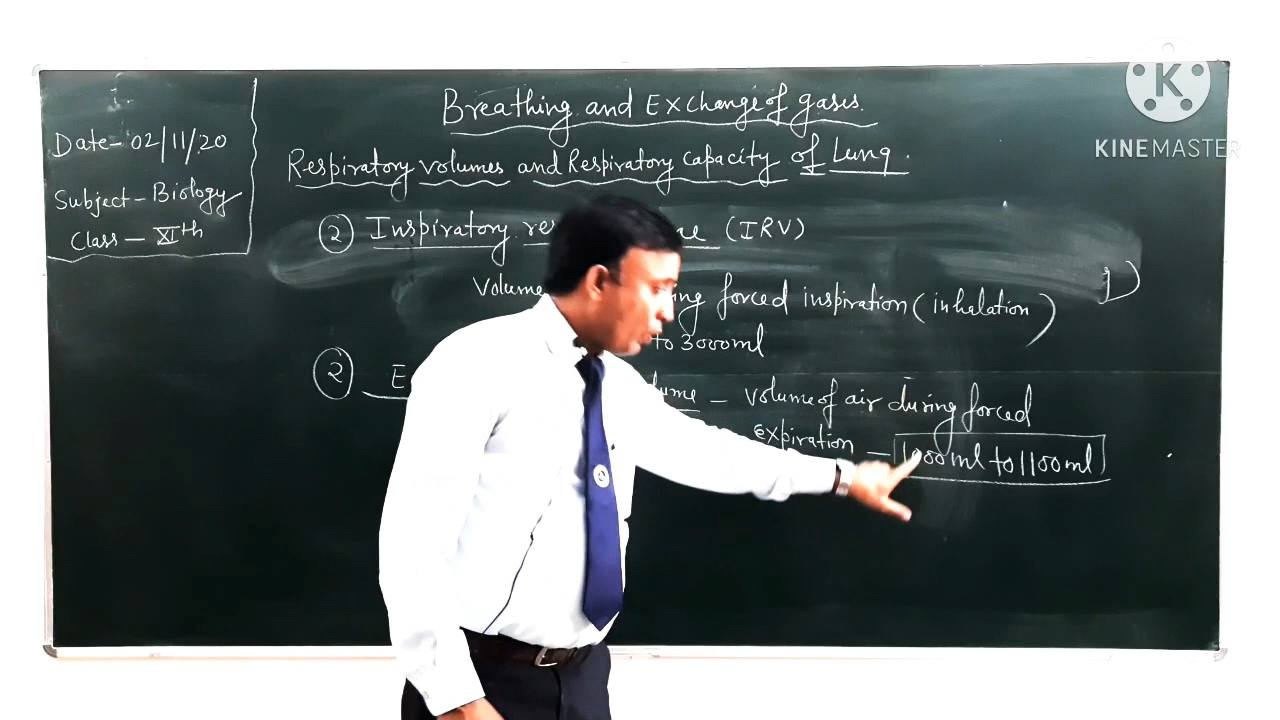 Breathing and Exchange of gases.
Date- 02/11/20
Subject - Biology
Class - XIth
Respiratory volumes and Respiratory capacity of Lung.
② Inspiratory (IRV)
Volume forced inspiration (inhelation)
to 3000ml
② E - volume of air during forced
expiration - 1000ml to 1100ml
K
KINEMASTER